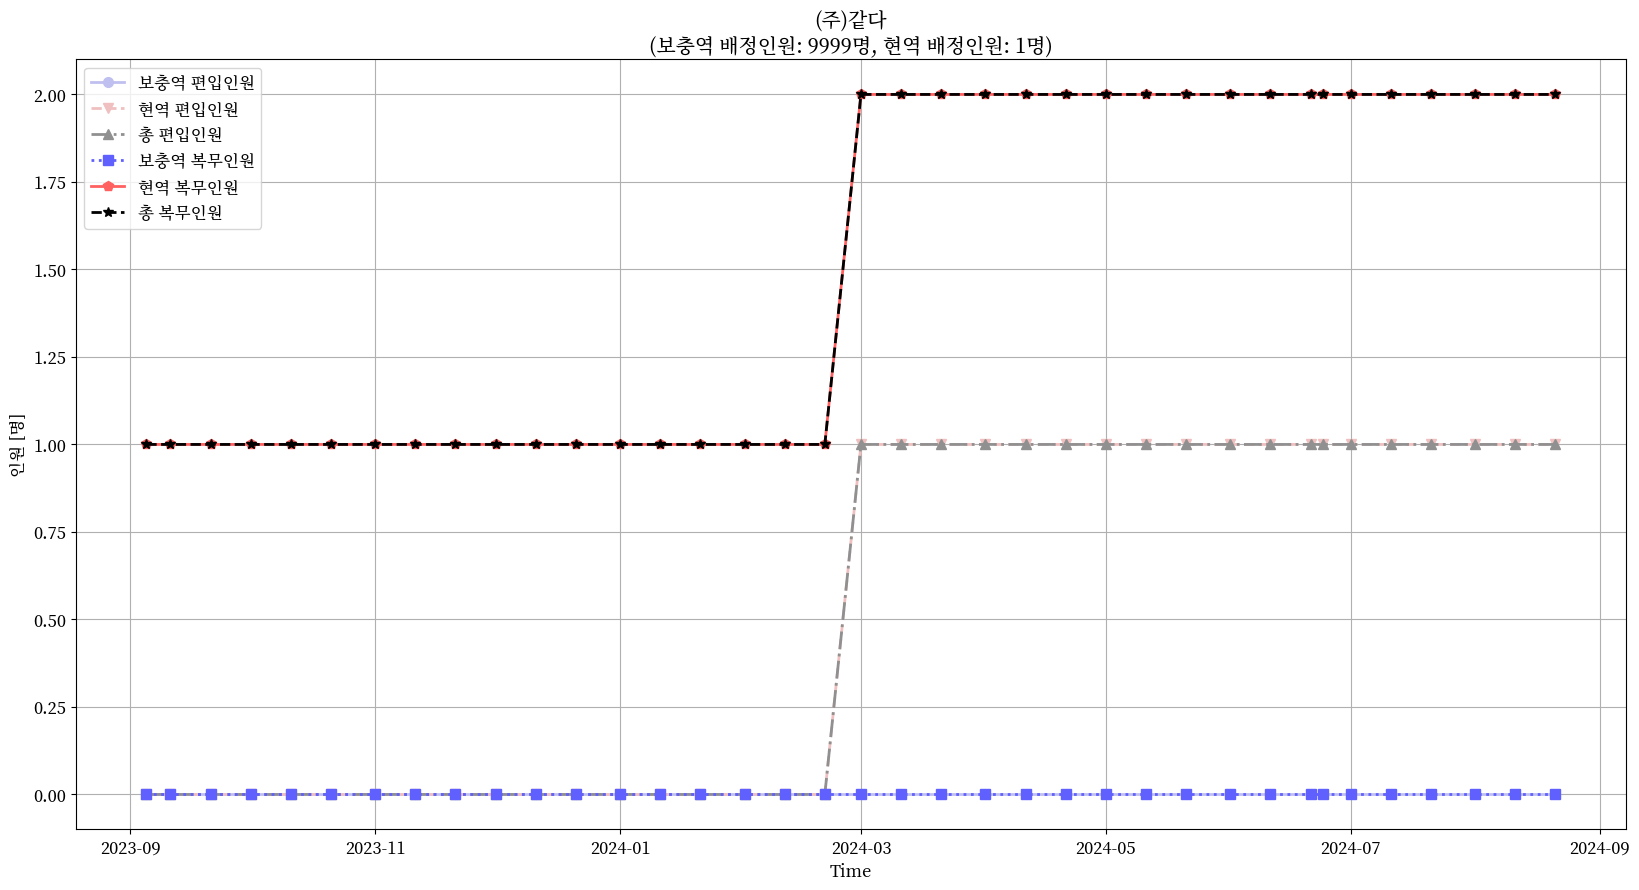 (주)같다
(보충역 배정인원: 9999명, 현역 배정인원: 1명)
보충역 편입인원
현역 편입인원
총 편입인원
보충역 복무인원
현역 복무인원
총 복무인원
2.00
1.75
1.50
1.25
1.00
0.75
0.50
0.25
0.00
인원 [명]
2023-09 2023-11 2024-01 2024-03 2024-05 2024-07 2024-09
Time